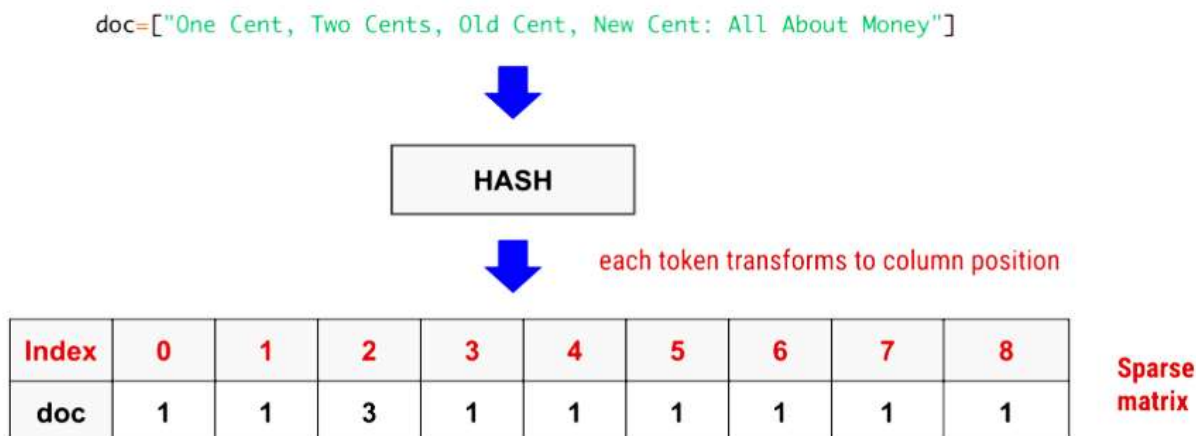 doc=["One Cent, Two Cents, Old Cent, New Cent: All About Money"]
HASH
each token transforms to column position
Index 0 1 2 3 4 5 6 7 8
doc 1 1 3 1 1 1 1 1 1
Sparse
matrix